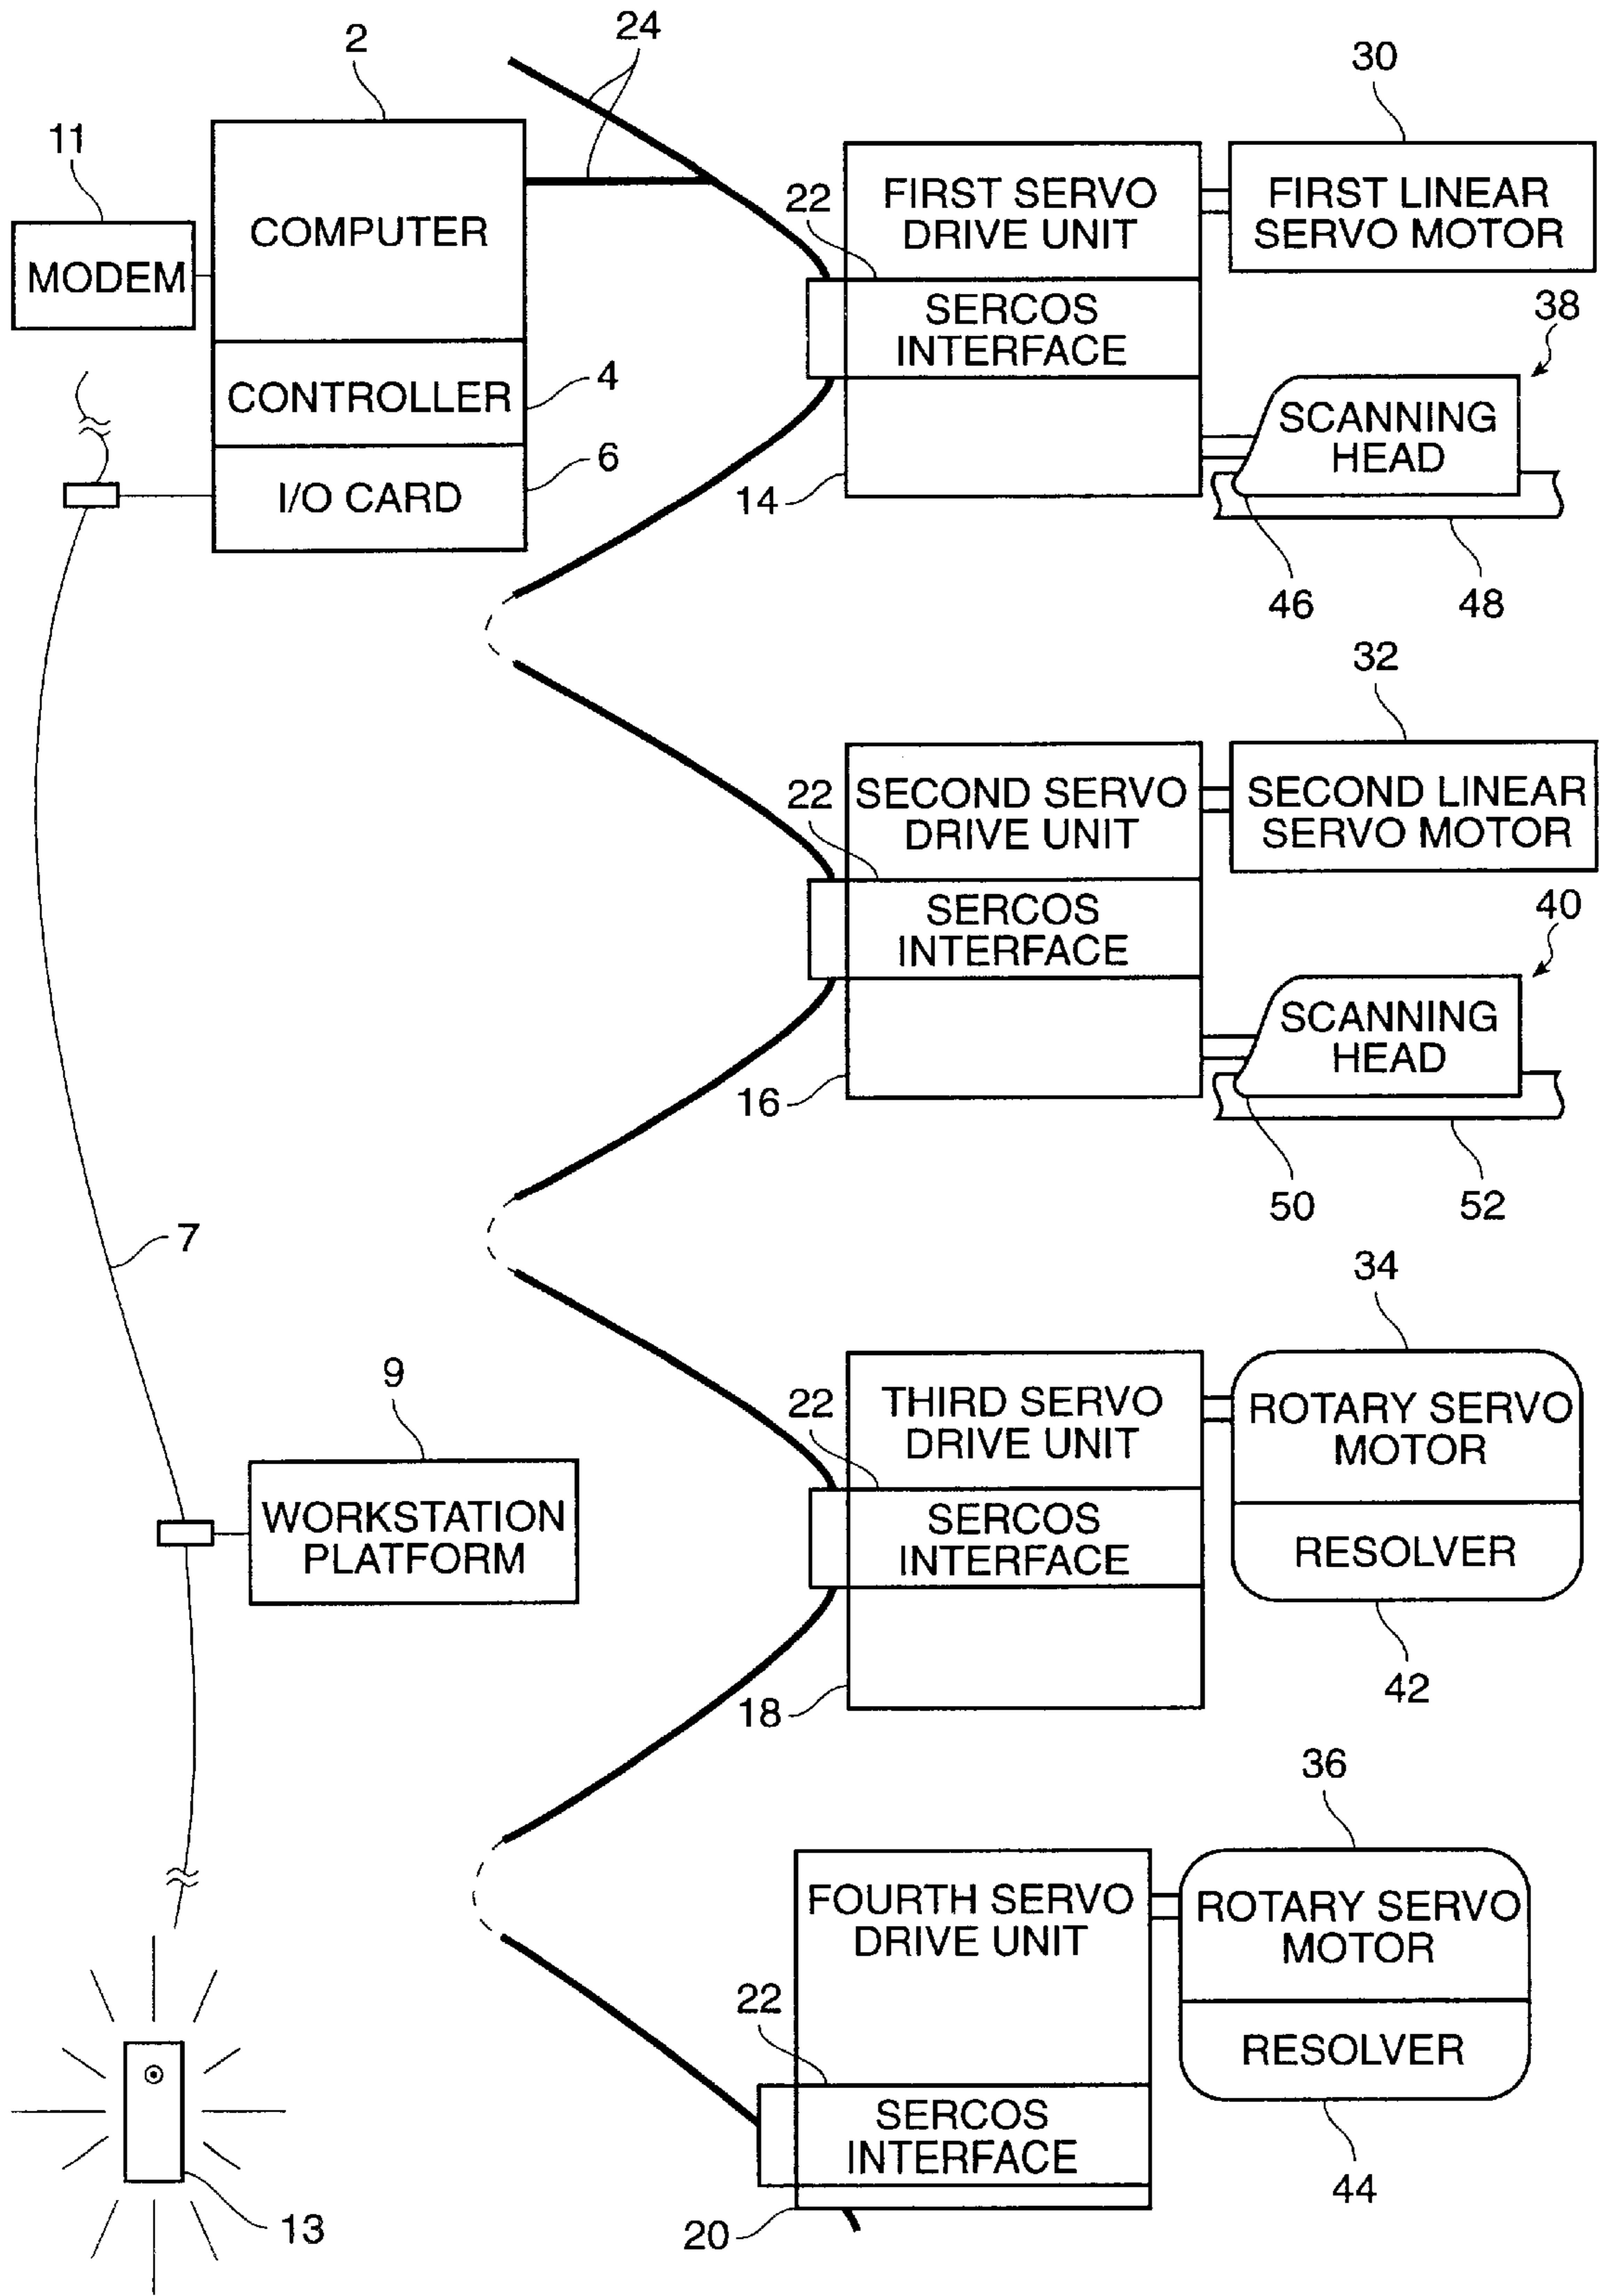 2
24
30
11
COMPUTER
MODEM
22
FIRST SERVO
DRIVE UNIT
FIRST LINEAR
SERVO MOTOR
SERCOS
INTERFACE
38
CONTROLLER
4
SCANNING
HEAD
6
I/O CARD
14
46
48
32
22
SECOND SERVO
DRIVE UNIT
SECOND LINEAR
SERVO MOTOR
SERCOS
INTERFACE
40
SCANNING
HEAD
16
50
52
7
34
9
22
THIRD SERVO
DRIVE UNIT
ROTARY SERVO
MOTOR
WORKSTATION
PLATFORM
SERCOS
INTERFACE
RESOLVER
42
18
36
FOURTH SERVO
DRIVE UNIT
ROTARY SERVO
MOTOR
22
RESOLVER
SERCOS
INTERFACE
44
13
20